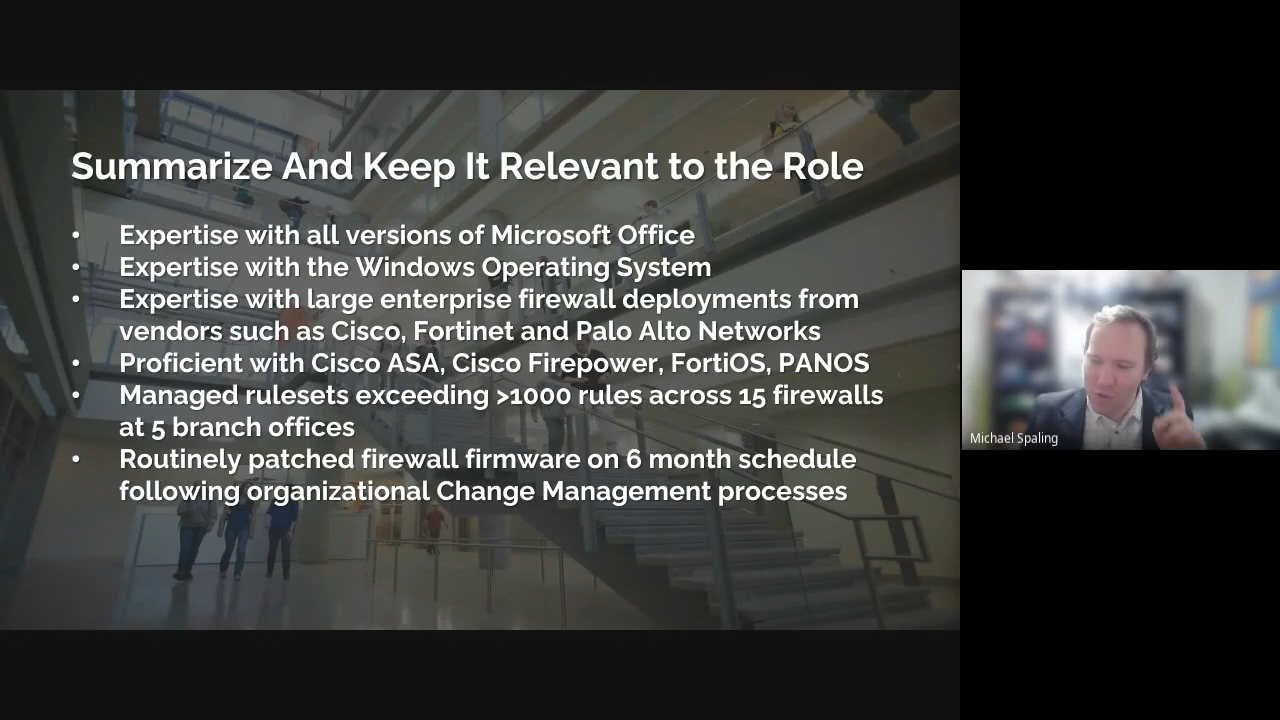 Summarize And Keep It Relevant to the Role
• Expertise with all versions of Microsoft Office
• Expertise with the Windows Operating System
• Expertise with large enterprise firewall deployments from
vendors such as Cisco, Fortinet and Palo Alto Networks
• Proficient with Cisco ASA, Cisco Firepower, FortiOS, PANOS
• Managed rulesets exceeding >1000 rules across 15 firewalls
at 5 branch offices
• Routinely patched firewall firmware on 6 month schedule
following organizational Change Management processes
Michael Spaling